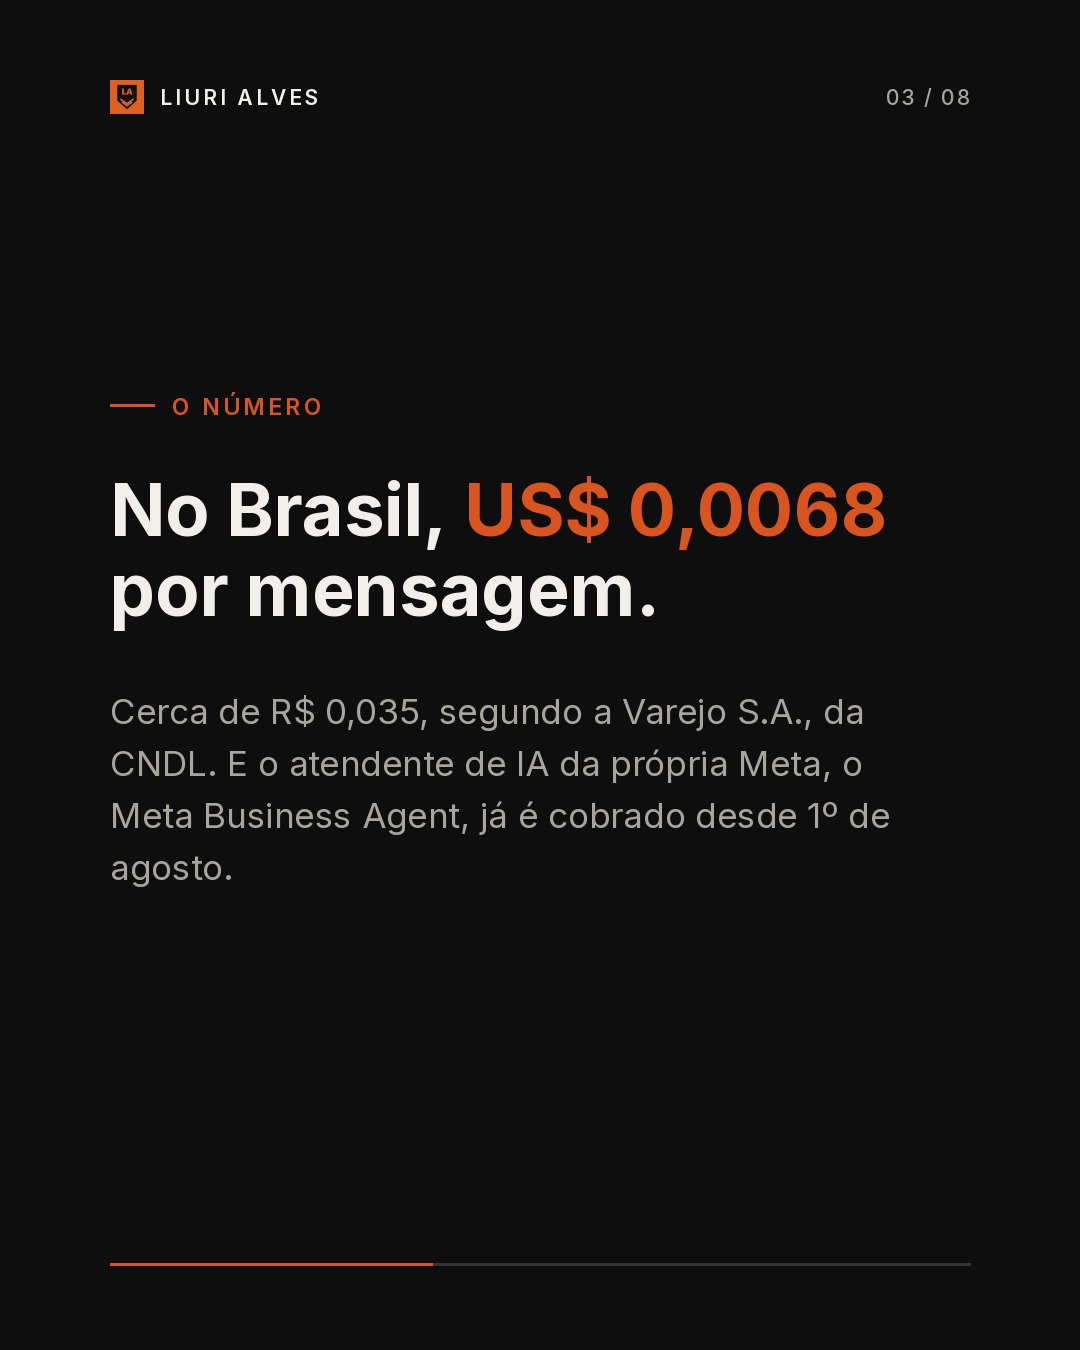 LA
LIURI ALVES
03 / 08
O NÚMERO
No Brasil, US$ 0,0068
por mensagem.
Cerca de R$ 0,035, segundo a Varejo S.A., da
CNDL. E o atendente de IA da própria Meta, o
Meta Business Agent, já é cobrado desde 1º de
agosto.